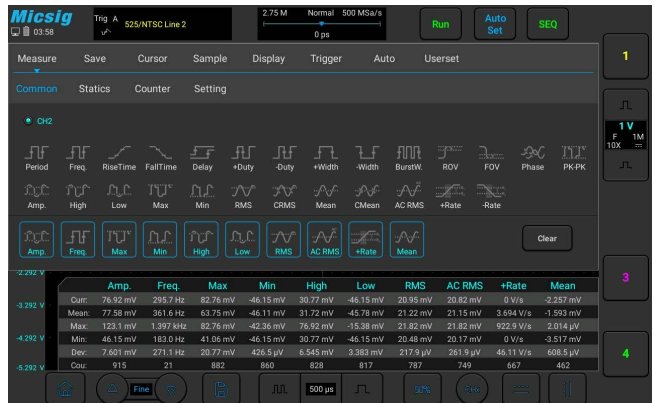 Micsig
03:58
Trig A
525/NTSC Line 2
2.75 M Normal 500 MSa/s
0 ps
Run
Auto Set
SEQ
Measure Save Cursor Sample Display Trigger Auto Userset
Common Statics Counter Setting
CH2
Period Freq. RiseTime FallTime Delay +Duty -Duty +Width -Width BurstW. ROV FOV Phase PK-PK
Amp. High Low Max Min RMS CRMS Mean CMean AC RMS +Rate -Rate
Amp. Freq. Max Min High Low RMS AC RMS +Rate Mean
Clear
1
1 V
F 1M
10X
3
4
-2.292 V
-3.292 V
-4.292 V
-5.292 V
Amp. Freq. Max Min High Low RMS AC RMS +Rate Mean
Curr: 76.92 mV 295.7 Hz 82.76 mV -46.15 mV 30.77 mV -46.15 mV 20.95 mV 20.82 mV 0 V/s -2.257 mV
Mean: 77.58 mV 361.6 Hz 63.75 mV -46.11 mV 31.72 mV -45.78 mV 21.22 mV 21.15 mV 3.694 V/s -1.593 mV
Max: 123.1 mV 1.397 kHz 82.76 mV -42.36 mV 76.92 mV -15.38 mV 21.82 mV 21.82 mV 922.9 V/s 2.014 μV
Min: 46.15 mV 183.0 Hz 41.06 mV -46.15 mV 30.77 mV -46.15 mV 20.48 mV 20.17 mV 0 V/s -3.517 mV
Dev: 7.601 mV 271.1 Hz 20.77 mV 426.5 μV 6.545 mV 3.383 mV 217.9 μV 261.9 μV 46.11 V/s 608.5 μV
Cou: 915 21 882 860 828 817 787 749 667 462
Fine
500 μs
50%